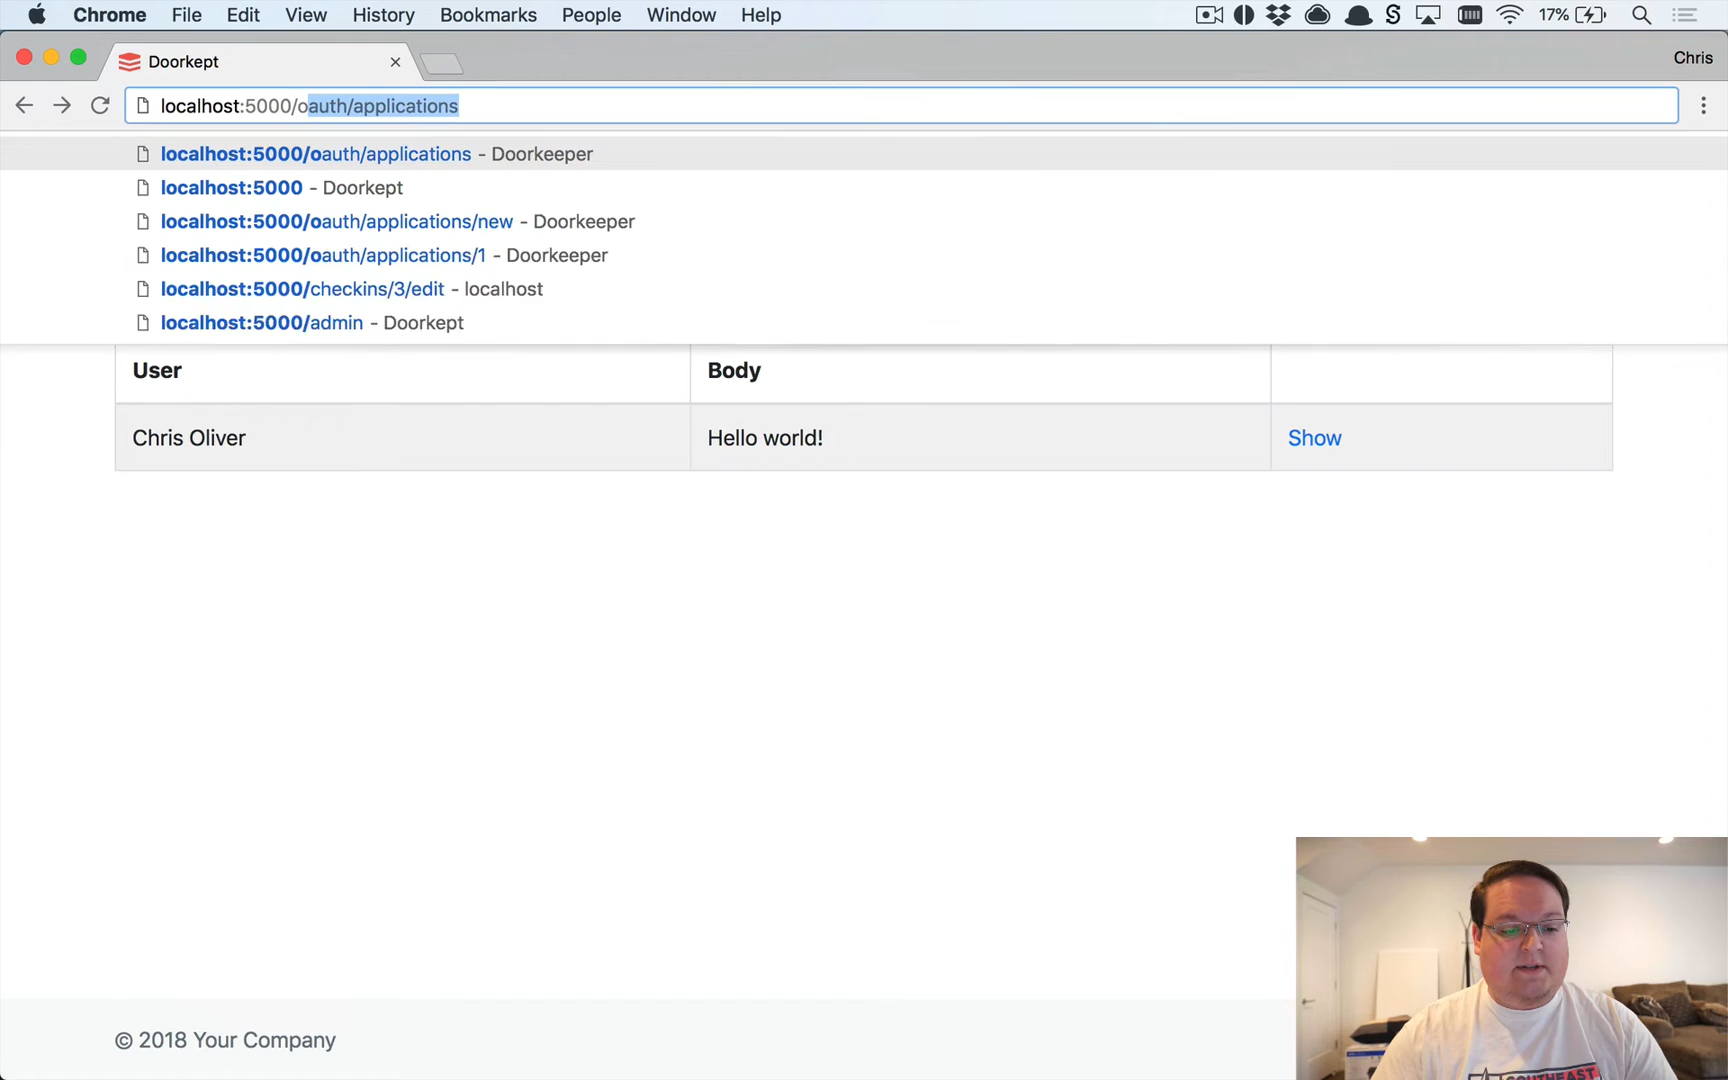 Chrome File Edit View History Bookmarks People Window Help 17%
Doorkept Chris
localhost:5000/oauth/applications
localhost:5000/oauth/applications - Doorkeeper
localhost:5000 - Doorkept
localhost:5000/oauth/applications/new - Doorkeeper
localhost:5000/oauth/applications/1 - Doorkeeper
localhost:5000/checkins/3/edit - localhost
localhost:5000/admin - Doorkept
User Body
Chris Oliver Hello world! Show
© 2018 Your Company
SOUTHEAST